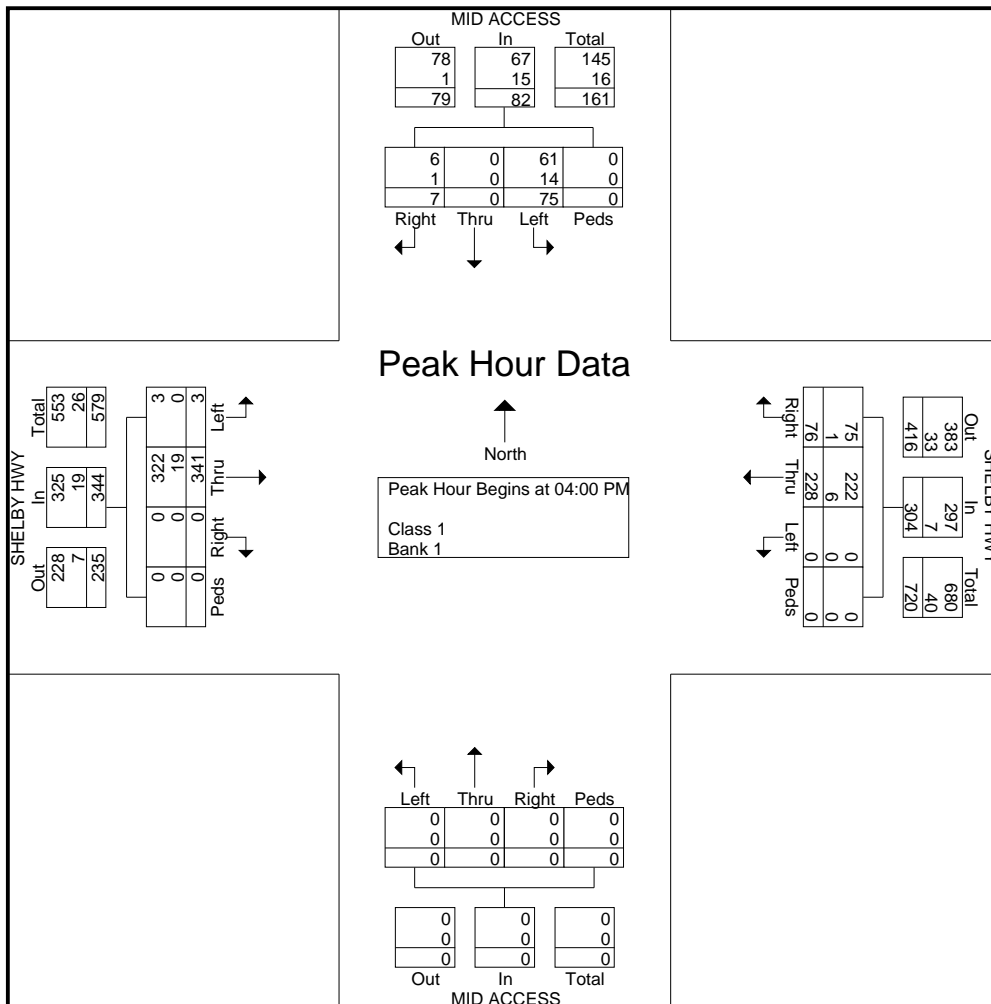 MID ACCESS
Out In Total
78 67 145
1 15 16
79 82 161
6 0 61 0
1 0 14 0
7 0 75 0
Right Thru Left Peds
Peak Hour Data
North
Peak Hour Begins at 04:00 PM
Class 1
Bank 1
SHELBY HWY
Total In Out
553 325 228
26 19 7
579 344 235
3 322 0 0
0 19 0 0
3 341 0 0
Left Thru Right Peds
SHELBY HWY
Out In Total
383 297 680
33 7 40
416 304 720
75 222 0 0
1 6 0 0
76 228 0 0
Right Thru Left Peds
Left Thru Right Peds
0 0 0 0
0 0 0 0
0 0 0 0
0 0 0
0 0 0
0 0 0
Out In Total
MID ACCESS